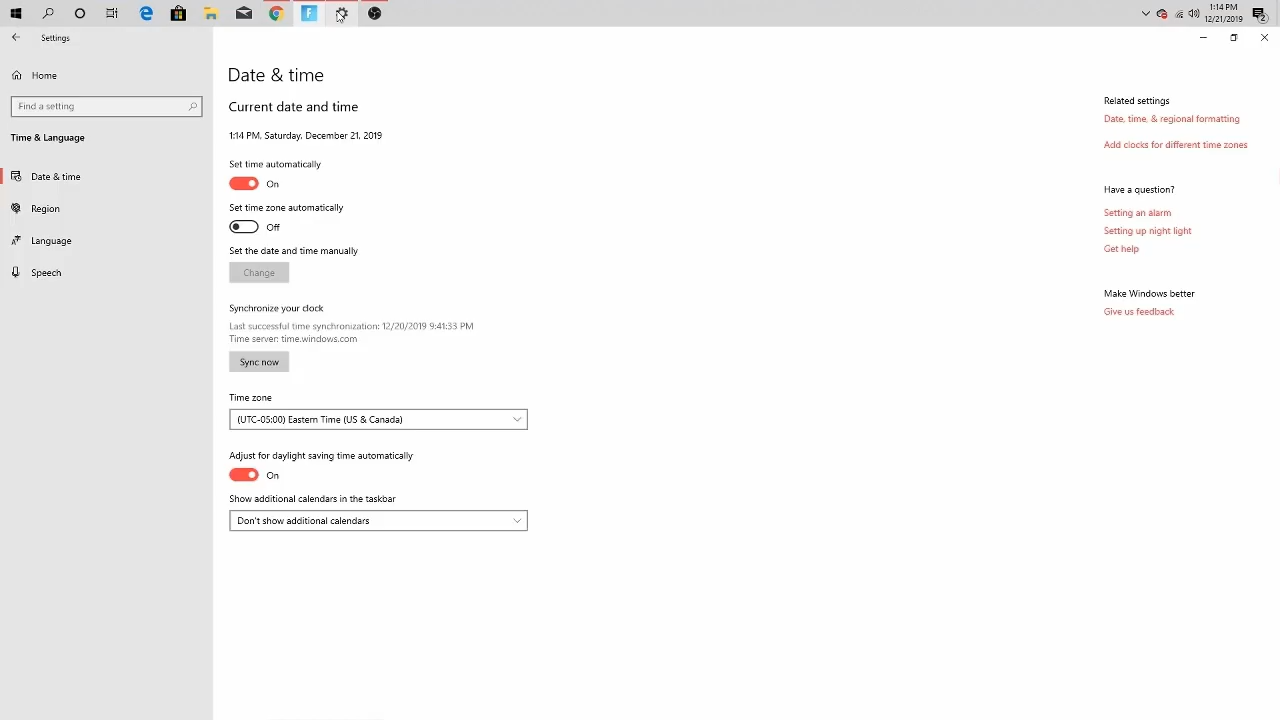 F
1:14 PM
12/21/2019
2
Settings
Home
Find a setting
Time & Language
Date & time
Region
Language
Speech
Date & time
Current date and time
1:14 PM, Saturday, December 21, 2019
Set time automatically
On
Set time zone automatically
Off
Set the date and time manually
Change
Synchronize your clock
Last successful time synchronization: 12/20/2019 9:41:33 PM
Time server: time.windows.com
Sync now
Time zone
(UTC-05:00) Eastern Time (US & Canada)
Adjust for daylight saving time automatically
On
Show additional calendars in the taskbar
Don't show additional calendars
Related settings
Date, time, & regional formatting
Add clocks for different time zones
Have a question?
Setting an alarm
Setting up night light
Get help
Make Windows better
Give us feedback